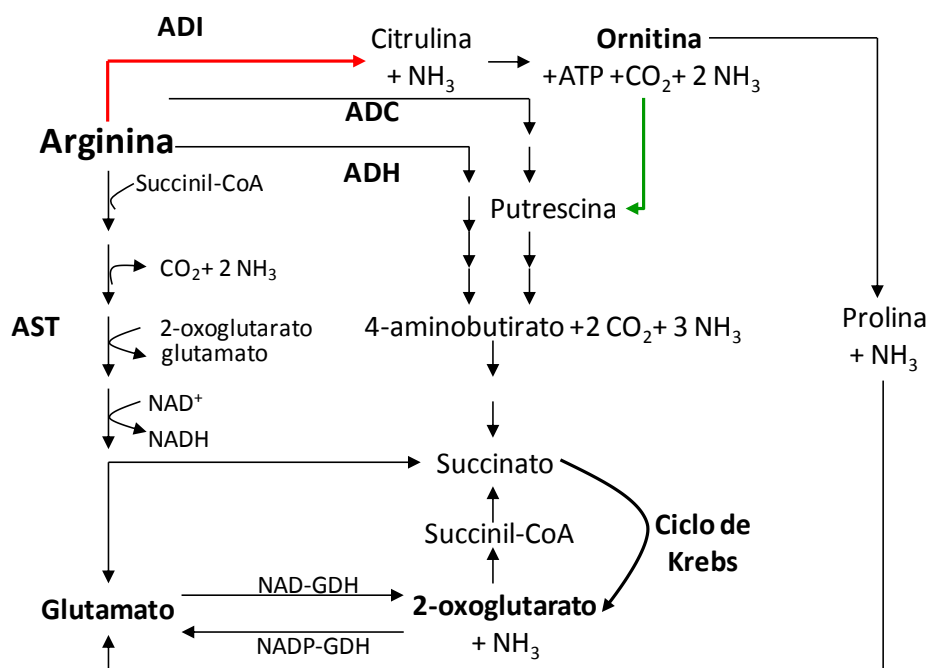 ADI
Citrulina
+ NH₃
Ornitina
+ATP +CO₂+ 2 NH₃
ADC
Arginina
ADH
Succinil-CoA
Putrescina
CO₂+ 2 NH₃
AST
2-oxoglutarato
glutamato
4-aminobutirato +2 CO₂+ 3 NH₃
Prolina
+ NH₃
NAD⁺
NADH
Succinato
Succinil-CoA
Ciclo de
Krebs
Glutamato
NAD-GDH
2-oxoglutarato
+ NH₃
NADP-GDH